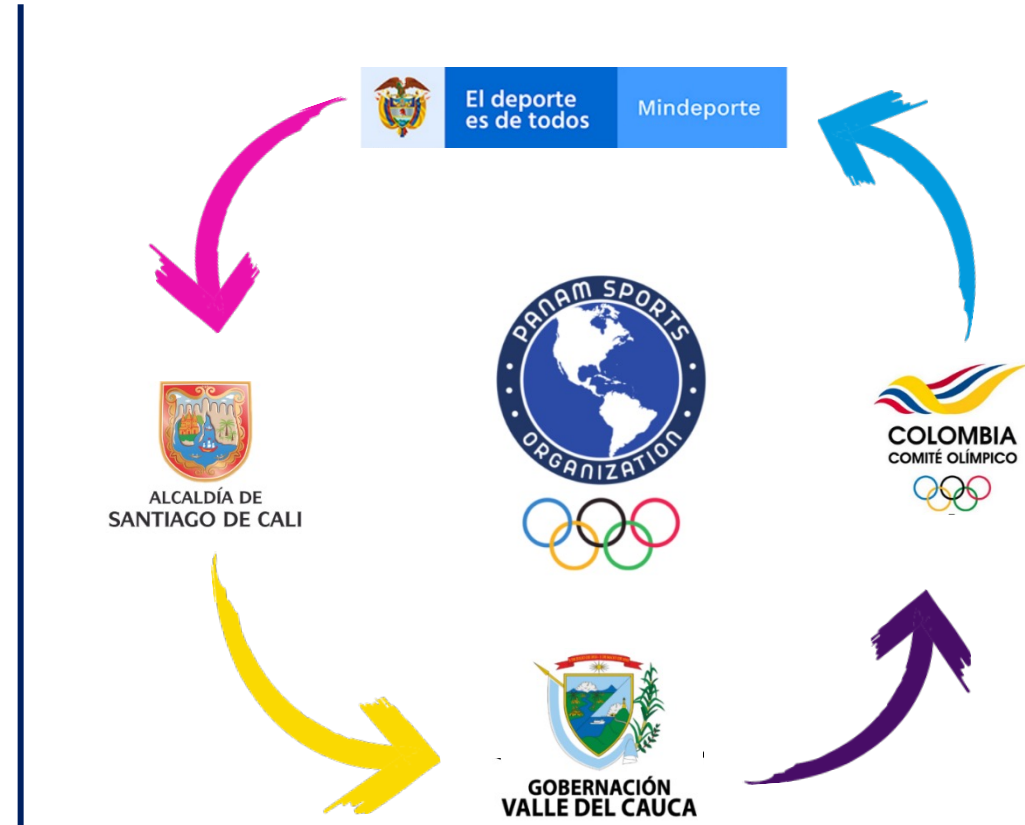 El deporte
es de todos
Mindeporte
PANAM SPORTS
ORGANIZATION
ALCALDÍA DE
SANTIAGO DE CALI
COLOMBIA
COMITÉ OLÍMPICO
GOBERNACIÓN
VALLE DEL CAUCA